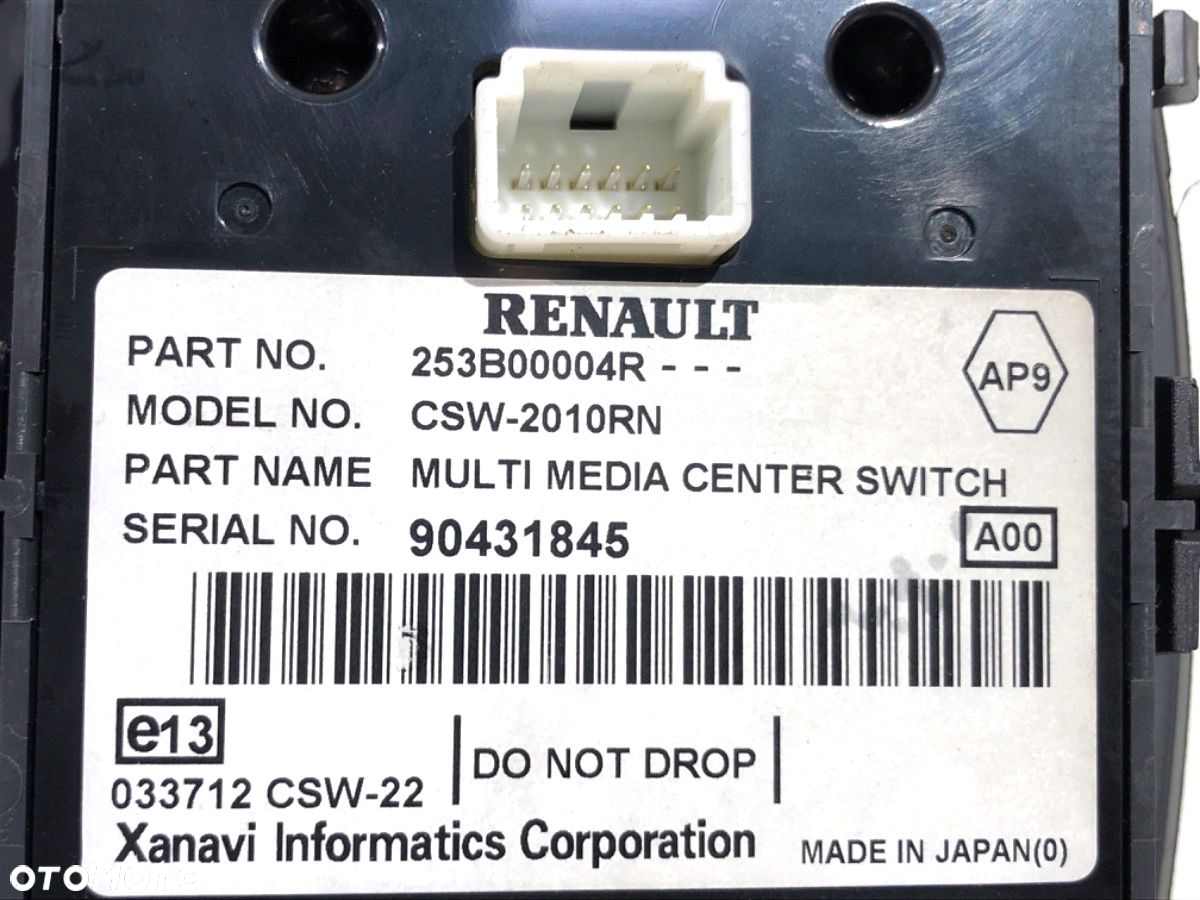 RENAULT
PART NO. 253B00004R - - -
AP9
MODEL NO. CSW-2010RN
PART NAME MULTI MEDIA CENTER SWITCH
SERIAL NO. 90431845
A00
e13
DO NOT DROP
033712 CSW-22
Xanavi Informatics Corporation
MADE IN JAPAN(0)
OTOMOTO